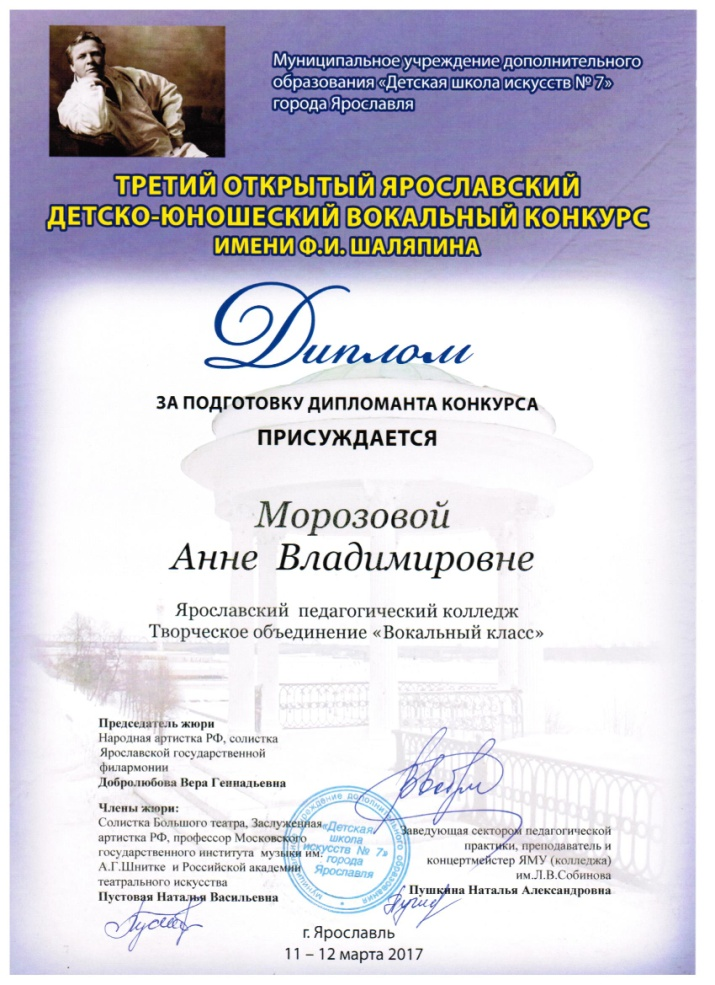 Муниципальное учреждение дополнительного
образования «Детская школа искусств № 7»
города Ярославля
ТРЕТИЙ ОТКРЫТЫЙ ЯРОСЛАВСКИЙ
ДЕТСКО-ЮНОШЕСКИЙ ВОКАЛЬНЫЙ КОНКУРС
ИМЕНИ Ф.И. ШАЛЯПИНА
Диплом
ЗА ПОДГОТОВКУ ДИПЛОМАНТА КОНКУРСА
ПРИСУЖДАЕТСЯ
Морозовой
Анне Владимировне
Ярославский педагогический колледж
Творческое объединение «Вокальный класс»
Председатель жюри
Народная артистка РФ, солистка
Ярославской государственной
филармонии
Добролюбова Вера Геннадьевна
Члены жюри:
Солистка Большого театра, Заслуженная
артистка РФ, профессор Московского
государственного института музыки им.
А.Г.Шнитке и Российской академии
театрального искусства
Пустовая Наталья Васильевна
«Детская
школа
искусств № 7»
города
Ярославля
Заведующая сектором педагогической
практики, преподаватель и
концертмейстер ЯМУ (колледжа)
им.Л.В.Собинова
Пушкина Наталья Александровна
г. Ярославль
11 – 12 марта 2017